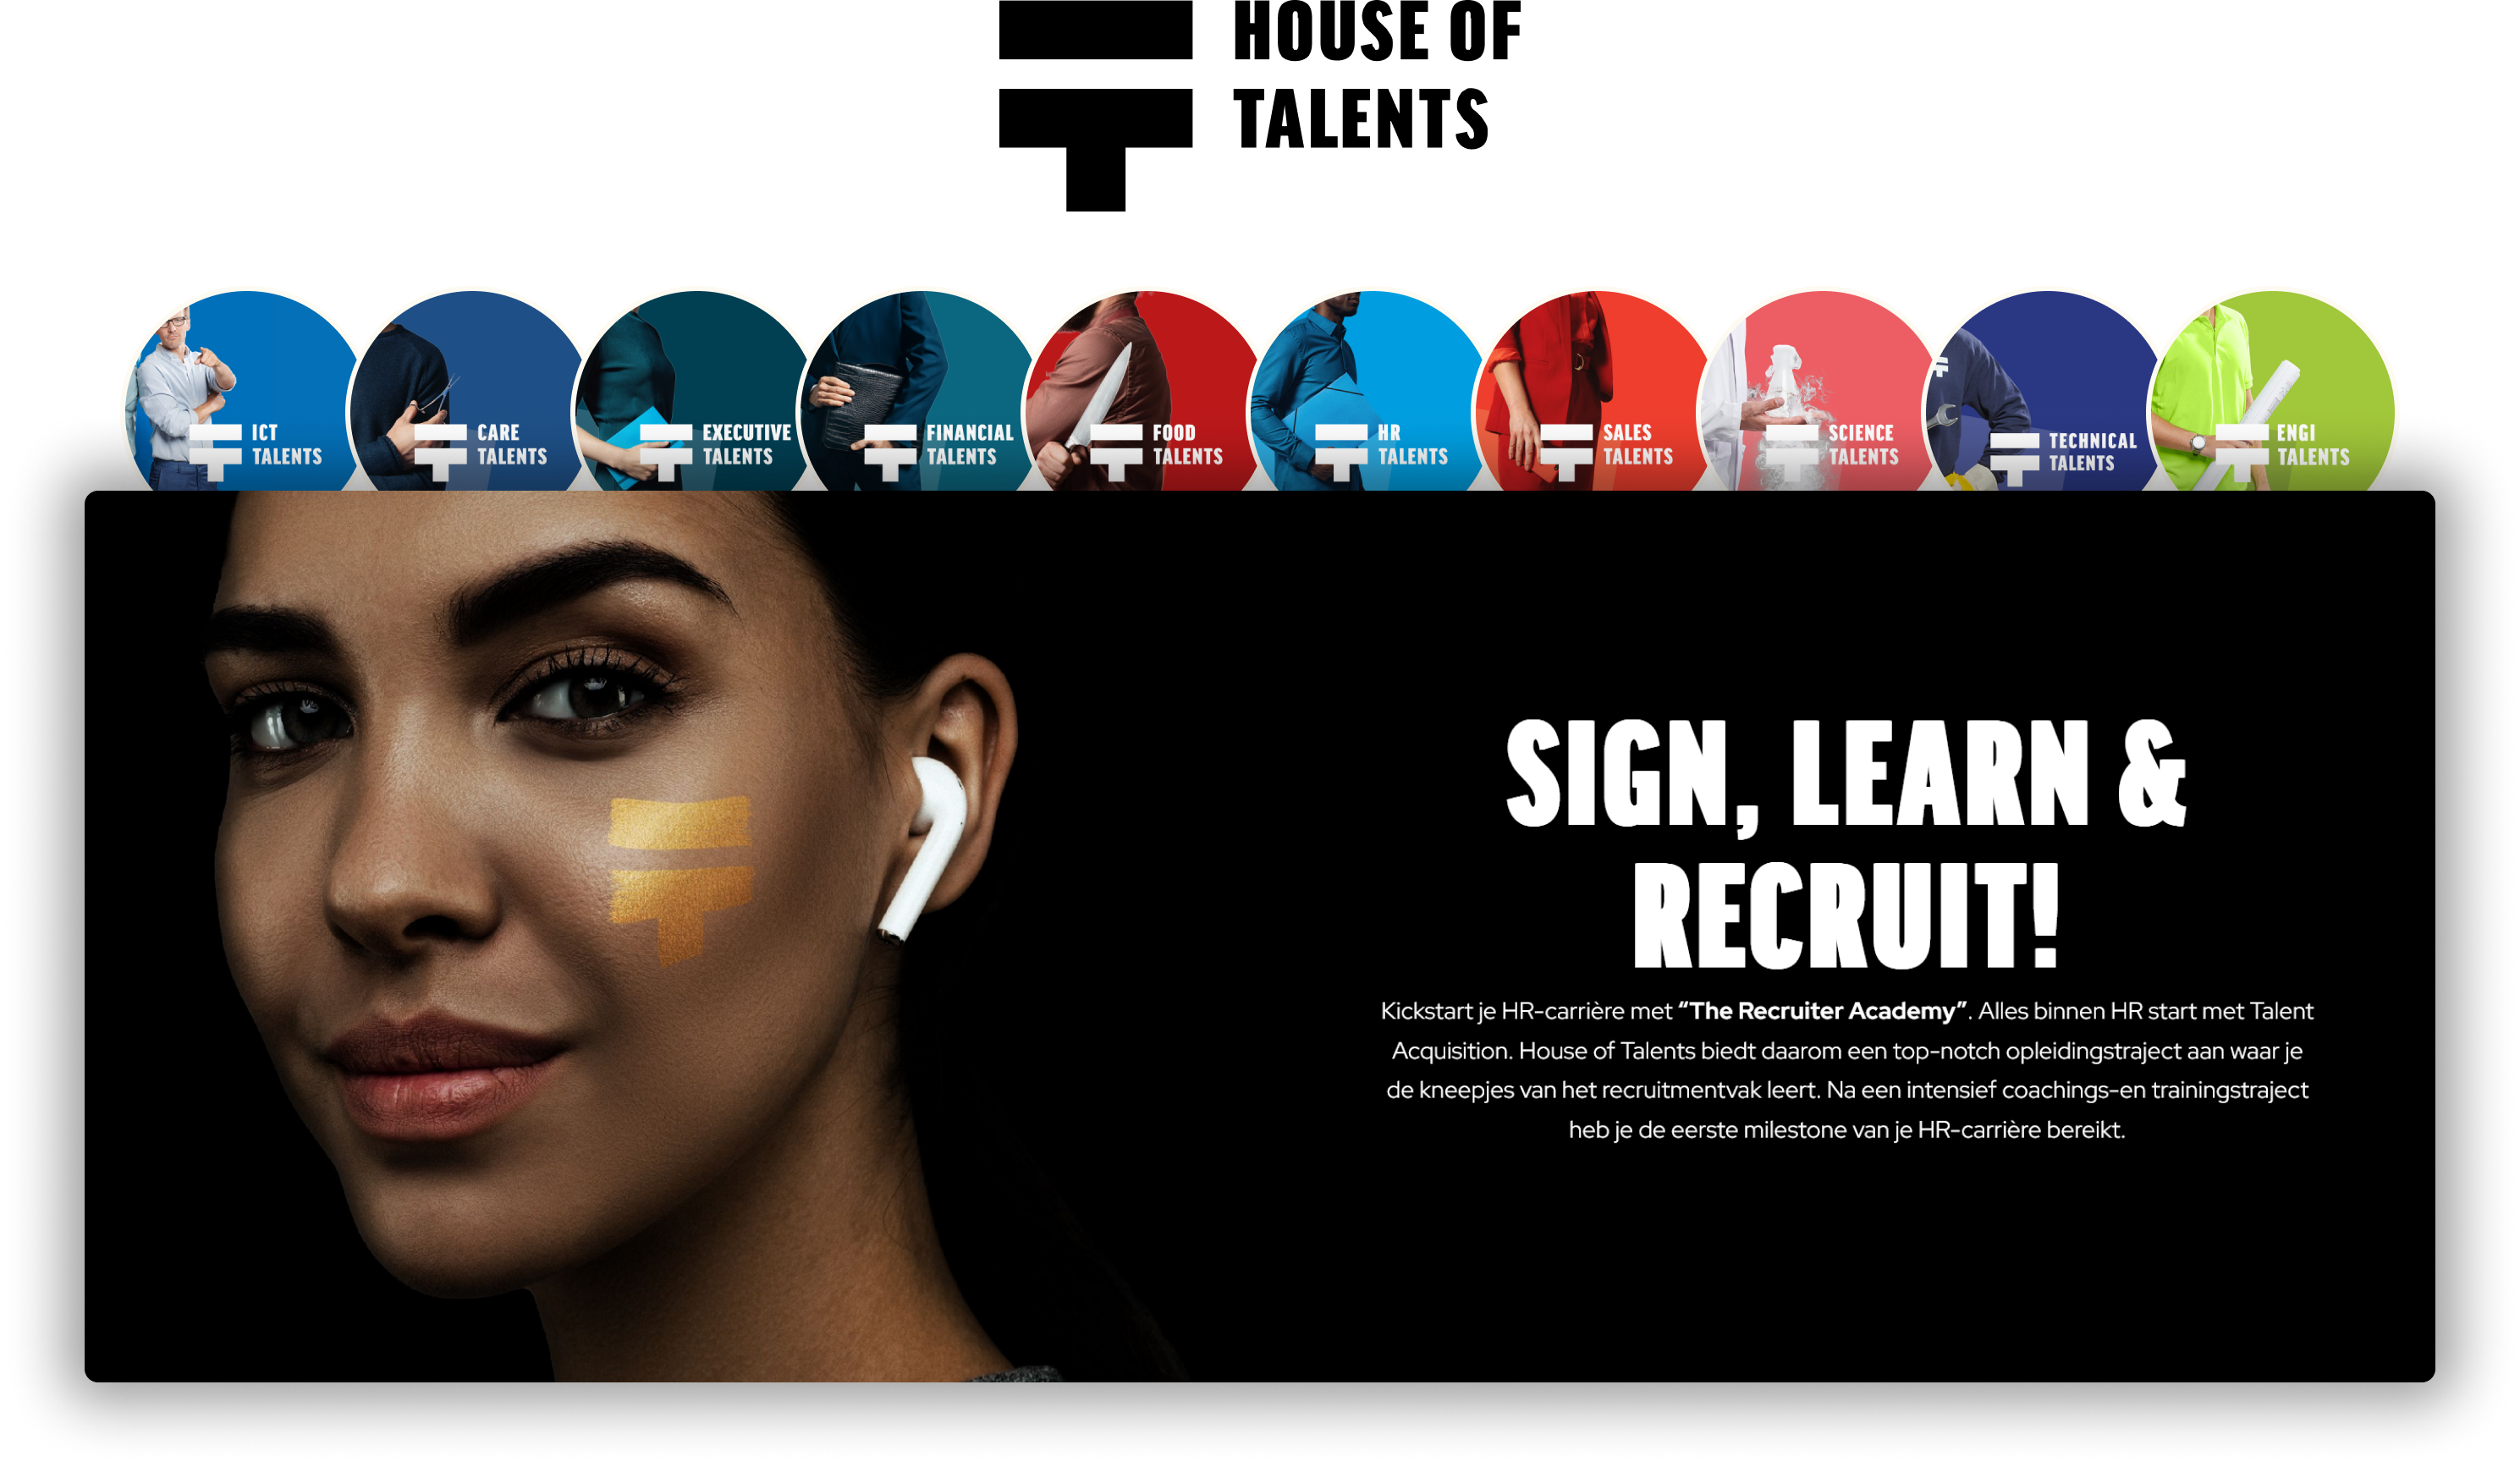 HOUSE OF
TALENTS
ICT
TALENTS
CARE
TALENTS
EXECUTIVE
TALENTS
FINANCIAL
TALENTS
FOOD
TALENTS
HR
TALENTS
SALES
TALENTS
SCIENCE
TALENTS
TECHNICAL
TALENTS
ENGI
TALENTS
SIGN, LEARN &
RECRUIT!
Kickstart je HR-carrière met “The Recruiter Academy”. Alles binnen HR start met Talent
Acquisition. House of Talents biedt daarom een top-notch opleidingstraject aan waar je
de kneepjes van het recruitmentvak leert. Na een intensief coachings-en trainingstraject
heb je de eerste milestone van je HR-carrière bereikt.